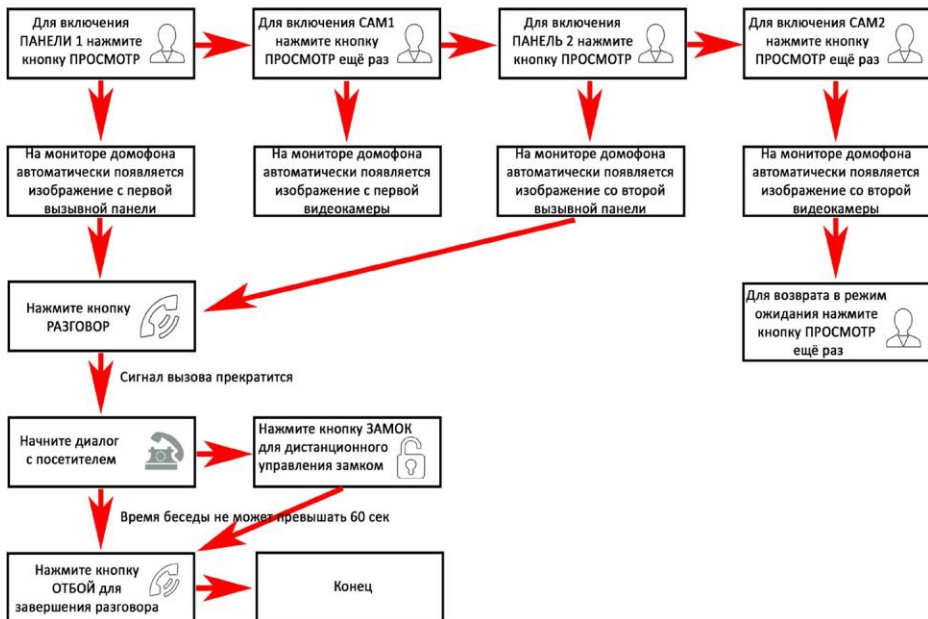 Для включения
ПАНЕЛИ 1 нажмите
кнопку ПРОСМОТР
Для включения САМ1
нажмите кнопку
ПРОСМОТР ещё раз
Для включения
ПАНЕЛЬ 2 нажмите
кнопку ПРОСМОТР
Для включения САМ2
нажмите кнопку
ПРОСМОТР ещё раз
На мониторе домофона
автоматически появляется
изображение с первой
вызывной панели
На мониторе домофона
автоматически появляется
изображение с первой
видеокамеры
На мониторе домофона
автоматически появляется
изображение со второй
вызывной панели
На мониторе домофона
автоматически появляется
изображение со второй
видеокамеры
Нажмите кнопку
РАЗГОВОР
Для возврата в режим
ожидания нажмите
кнопку ПРОСМОТР
ещё раз
Сигнал вызова прекратится
Начните диалог
с посетителем
Нажмите кнопку ЗАМОК
для дистанционного
управления замком
Время беседы не может превышать 60 сек
Нажмите кнопку
ОТБОЙ для
завершения разговора
Конец